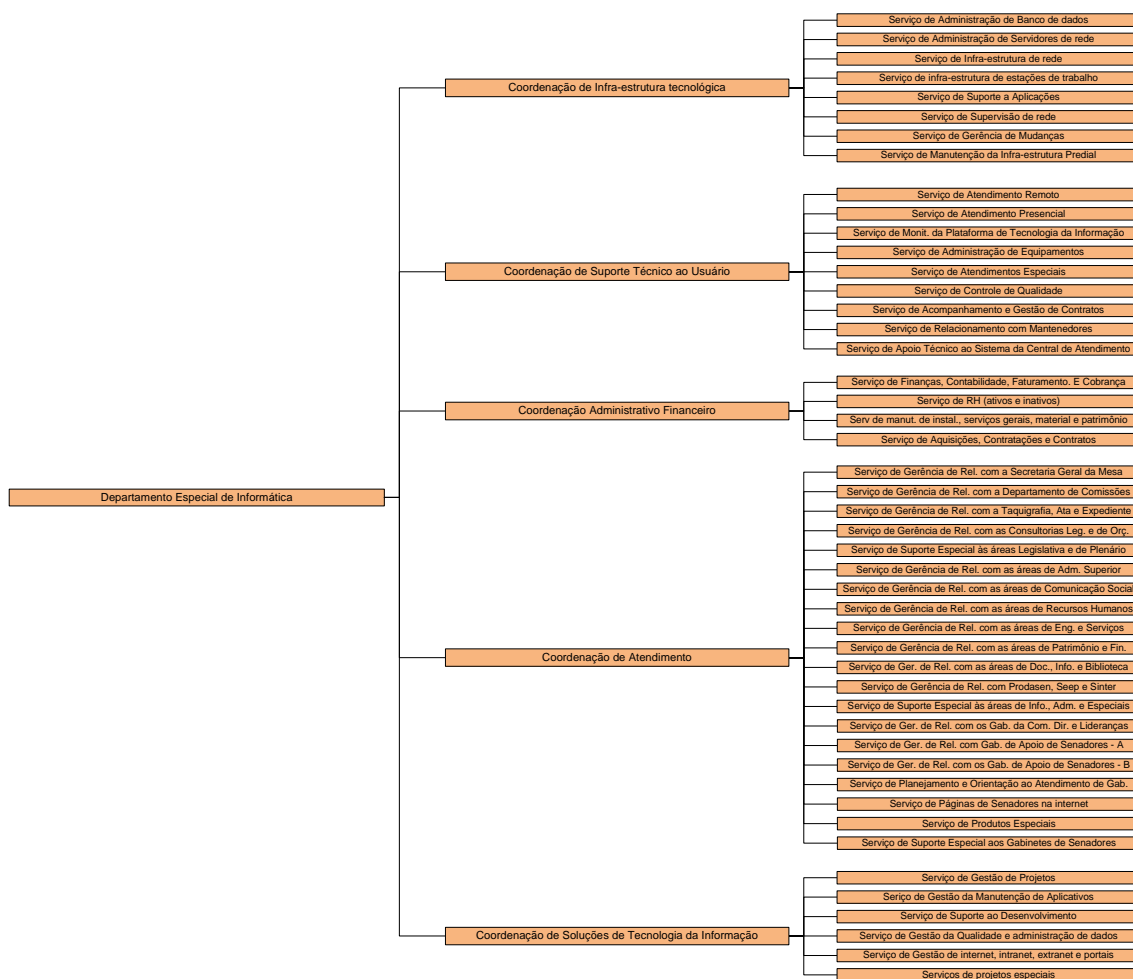 Departamento Especial de Informática
Coordenação de Infra-estrutura tecnológica
Serviço de Administração de Banco de dados
Serviço de Administração de Servidores de rede
Serviço de Infra-estrutura de rede
Serviço de infra-estrutura de estações de trabalho
Serviço de Suporte a Aplicações
Serviço de Supervisão de rede
Serviço de Gerência de Mudanças
Serviço de Manutenção da Infra-estrutura Predial
Coordenação de Suporte Técnico ao Usuário
Serviço de Atendimento Remoto
Serviço de Atendimento Presencial
Serviço de Monit. da Plataforma de Tecnologia da Informação
Serviço de Administração de Equipamentos
Serviço de Atendimentos Especiais
Serviço de Controle de Qualidade
Serviço de Acompanhamento e Gestão de Contratos
Serviço de Relacionamento com Mantenedores
Serviço de Apoio Técnico ao Sistema da Central de Atendimento
Coordenação Administrativo Financeiro
Serviço de Finanças, Contabilidade, Faturamento. E Cobrança
Serviço de RH (ativos e inativos)
Serv de manut. de instal., serviços gerais, material e patrimônio
Serviço de Aquisições, Contratações e Contratos
Coordenação de Atendimento
Serviço de Gerência de Rel. com a Secretaria Geral da Mesa
Serviço de Gerência de Rel. com a Departamento de Comissões
Serviço de Gerência de Rel. com a Taquigrafia, Ata e Expediente
Serviço de Gerência de Rel. com as Consultorias Leg. e de Orç.
Serviço de Suporte Especial às áreas Legislativa e de Plenário
Serviço de Gerência de Rel. com as áreas de Adm. Superior
Serviço de Gerência de Rel. com as áreas de Comunicação Social
Serviço de Gerência de Rel. com as áreas de Recursos Humanos
Serviço de Gerência de Rel. com as áreas de Eng. e Serviços
Serviço de Gerência de Rel. com as áreas de Patrimônio e Fin.
Serviço de Ger. de Rel. com as áreas de Doc., Info. e Biblioteca
Serviço de Gerência de Rel. com Prodasen, Seep e Sinter
Serviço de Suporte Especial às áreas de Info., Adm. e Especiais
Serviço de Ger. de Rel. com os Gab. da Com. Dir. e Lideranças
Serviço de Ger. de Rel. com Gab. de Apoio de Senadores - A
Serviço de Ger. de Rel. com os Gab. de Apoio de Senadores - B
Serviço de Planejamento e Orientação ao Atendimento de Gab.
Serviço de Páginas de Senadores na internet
Serviço de Produtos Especiais
Serviço de Suporte Especial aos Gabinetes de Senadores
Coordenação de Soluções de Tecnologia da Informação
Serviço de Gestão de Projetos
Seriço de Gestão da Manutenção de Aplicativos
Serviço de Suporte ao Desenvolvimento
Serviço de Gestão da Qualidade e administração de dados
Serviço de Gestão de internet, intranet, extranet e portais
Serviços de projetos especiais